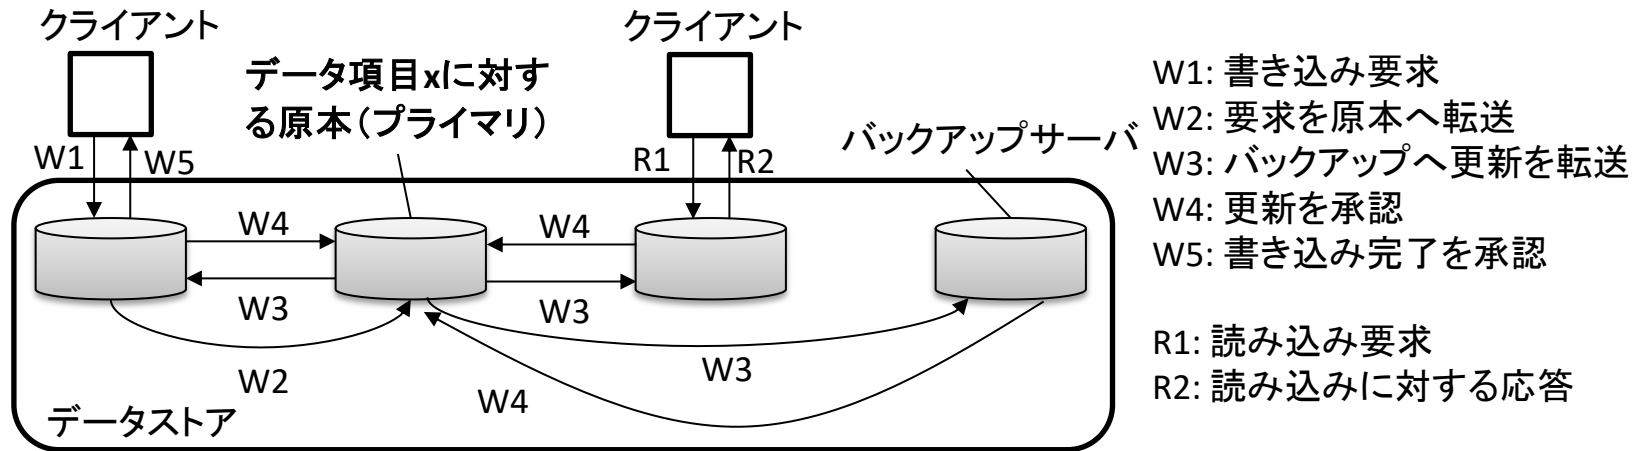 クライアント
クライアント
データ項目xに対す
る原本（プライマリ）
バックアップサーバ
W1
W5
R1
R2
W4
W4
W3
W3
W2
W3
W4
データストア
W1: 書き込み要求
W2: 要求を原本へ転送
W3: バックアップへ更新を転送
W4: 更新を承認
W5: 書き込み完了を承認
R1: 読み込み要求
R2: 読み込みに対する応答